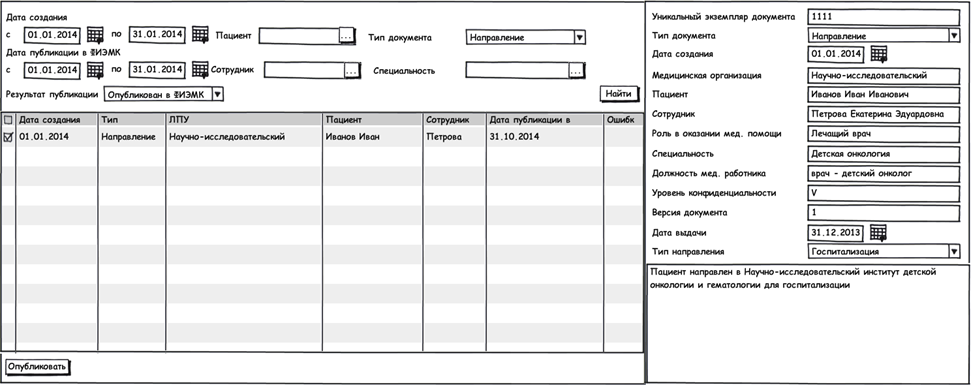 Дата создания
с 01.01.2014 по 31.01.2014 Пациент ... Тип документа Направление
Дата публикации в ФИЭМК
с 01.01.2014 по 31.01.2014 Сотрудник ... Специальность ...
Результат публикации Опубликован в ФИЭМК Найти
Дата создания Тип ЛПУ Пациент Сотрудник Дата публикации в Ошибк
01.01.2014 Направление Научно-исследовательский Иванов Иван Петрова 31.10.2014
Опубликовать
Уникальный экземпляр документа 1111
Тип документа Направление
Дата создания 01.01.2014
Медицинская организация Научно-исследовательский
Пациент Иванов Иван Иванович
Сотрудник Петрова Екатерина Эдуардовна
Роль в оказании мед. помощи Лечащий врач
Специальность Детская онкология
Должность мед. работника врач - детский онколог
Уровень конфиденциальности V
Версия документа 1
Дата выдачи 31.12.2013
Тип направления Госпитализация
Пациент направлен в Научно-исследовательский институт детской
онкологии и гематологии для госпитализации